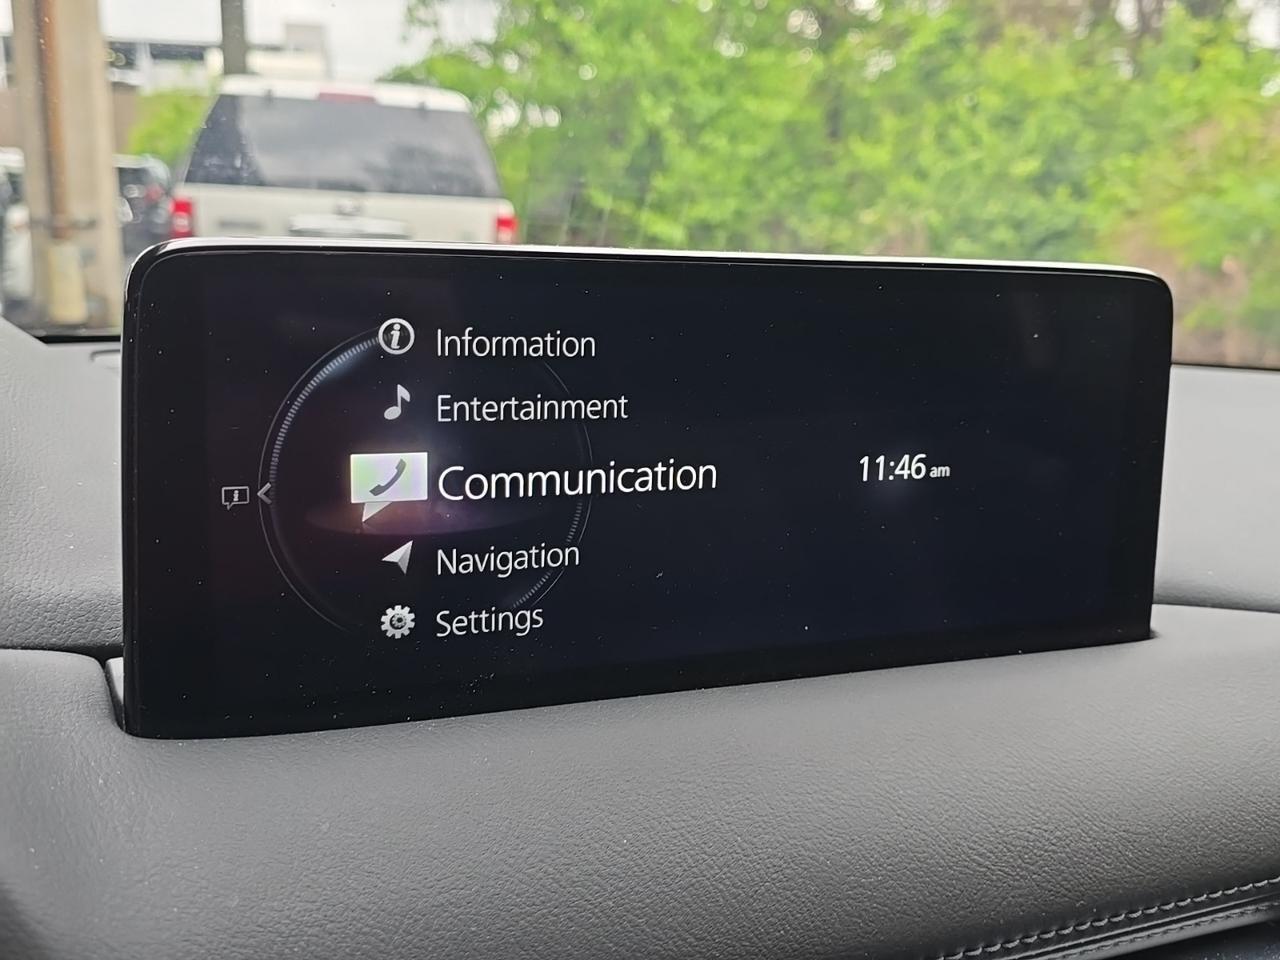 Information
Entertainment
Communication
11:46 am
Navigation
Settings